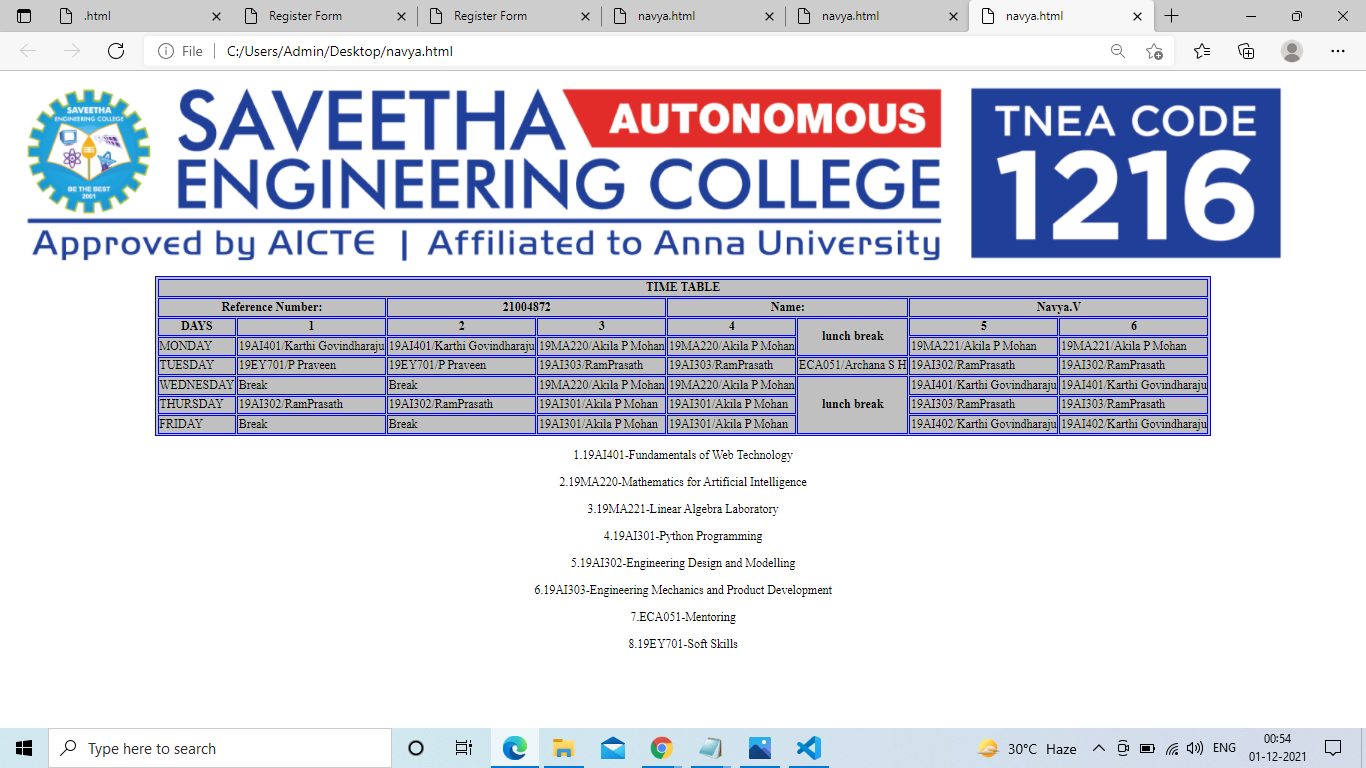 .html
Register Form
Register Form
navya.html
navya.html
navya.html
File
C:/Users/Admin/Desktop/navya.html
SAVEETHA
ENGINEERING COLLEGE
BE THE BEST
2001
SAVEETHA AUTONOMOUS
ENGINEERING COLLEGE
Approved by AICTE | Affiliated to Anna University
TNEA CODE
1216
TIME TABLE
Reference Number: 21004872 Name: Navya.V
DAYS 1 2 3 4 lunch break 5 6
MONDAY 19AI401/Karthi Govindharaju 19AI401/Karthi Govindharaju 19MA220/Akila P Mohan 19MA220/Akila P Mohan 19MA221/Akila P Mohan 19MA221/Akila P Mohan
TUESDAY 19EY701/P Praveen 19EY701/P Praveen 19AI303/RamPrasath 19AI303/RamPrasath ECA051/Archana S H 19AI302/RamPrasath 19AI302/RamPrasath
WEDNESDAY Break Break 19MA220/Akila P Mohan 19MA220/Akila P Mohan lunch break 19AI401/Karthi Govindharaju 19AI401/Karthi Govindharaju
THURSDAY 19AI302/RamPrasath 19AI302/RamPrasath 19AI301/Akila P Mohan 19AI301/Akila P Mohan 19AI303/RamPrasath 19AI303/RamPrasath
FRIDAY Break Break 19AI301/Akila P Mohan 19AI301/Akila P Mohan 19AI402/Karthi Govindharaju 19AI402/Karthi Govindharaju
1.19AI401-Fundamentals of Web Technology
2.19MA220-Mathematics for Artificial Intelligence
3.19MA221-Linear Algebra Laboratory
4.19AI301-Python Programming
5.19AI302-Engineering Design and Modelling
6.19AI303-Engineering Mechanics and Product Development
7.ECA051-Mentoring
8.19EY701-Soft Skills
Type here to search
30°C Haze
ENG
00:54
01-12-2021